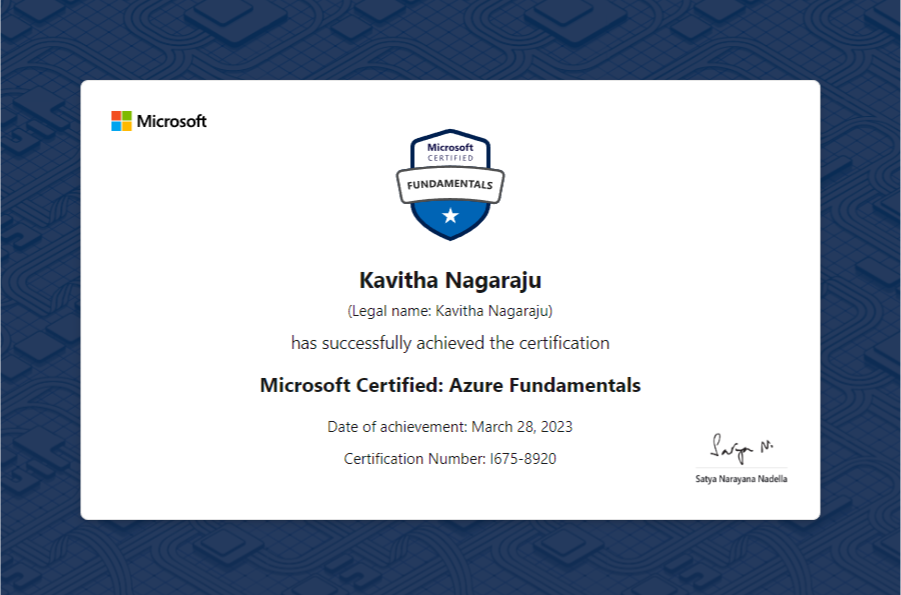 Microsoft
Microsoft
CERTIFIED
FUNDAMENTALS
Kavitha Nagaraju
(Legal name: Kavitha Nagaraju)
has successfully achieved the certification
Microsoft Certified: Azure Fundamentals
Date of achievement: March 28, 2023
Certification Number: I675-8920
Satya N.
Satya Narayana Nadella